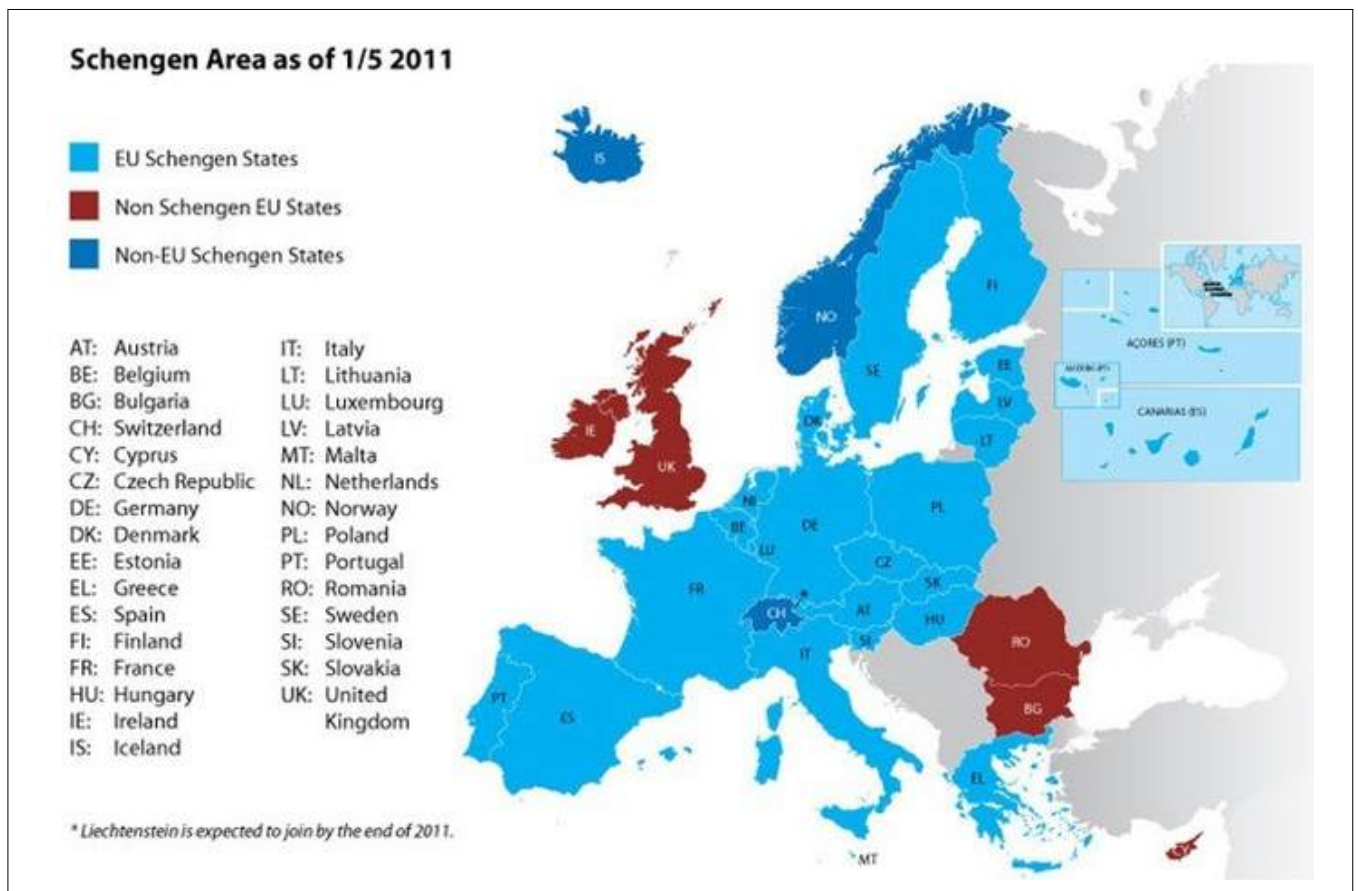 Schengen Area as of 1/5 2011
EU Schengen States
Non Schengen EU States
Non-EU Schengen States
AT: Austria
BE: Belgium
BG: Bulgaria
CH: Switzerland
CY: Cyprus
CZ: Czech Republic
DE: Germany
DK: Denmark
EE: Estonia
EL: Greece
ES: Spain
FI: Finland
FR: France
HU: Hungary
IE: Ireland
IS: Iceland
IT: Italy
LT: Lithuania
LU: Luxembourg
LV: Latvia
MT: Malta
NL: Netherlands
NO: Norway
PL: Poland
PT: Portugal
RO: Romania
SE: Sweden
SI: Slovenia
SK: Slovakia
UK: United
Kingdom
* Liechtenstein is expected to join by the end of 2011.
IS
FI
NO
SE
EE
LV
LT
DK
IE
UK
NL
BE
LU
DE
PL
CZ
SK
FR
CH
*
AT
HU
SI
IT
RO
BG
PT
ES
EL
MT
CY
AÇORES (PT)
CANARIAS (ES)